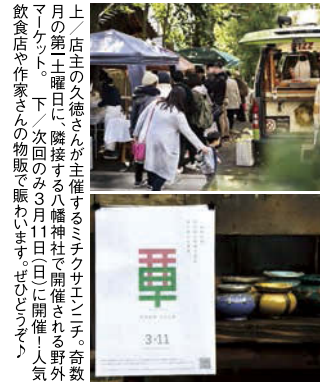 上／店主の久徳さんが主催するミチクサエンニチ。奇数
月の第一土曜日に、隣接する八幡神社で開催される野外
マーケット。　下／次回のみ3月11日（日）に開催！人気
飲食店や作家さんの物販で賑わいます。ぜひどうぞ♪
3·11